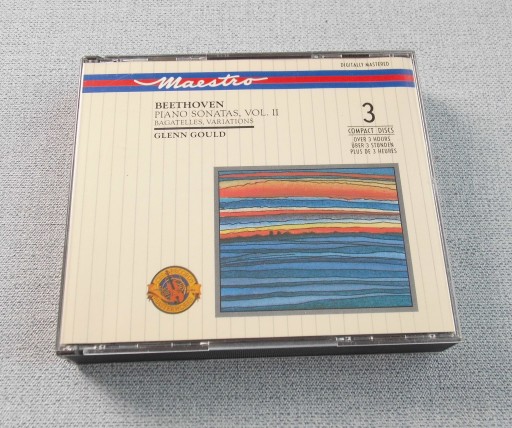 DIGITALLY MASTERED
Maestro
BEETHOVEN
PIANO SONATAS, VOL. II
BAGATELLES, VARIATIONS
GLENN GOULD
3
COMPACT DISCS
OVER 3 HOURS
ÜBER 3 STUNDEN
PLUS DE 3 HEURES